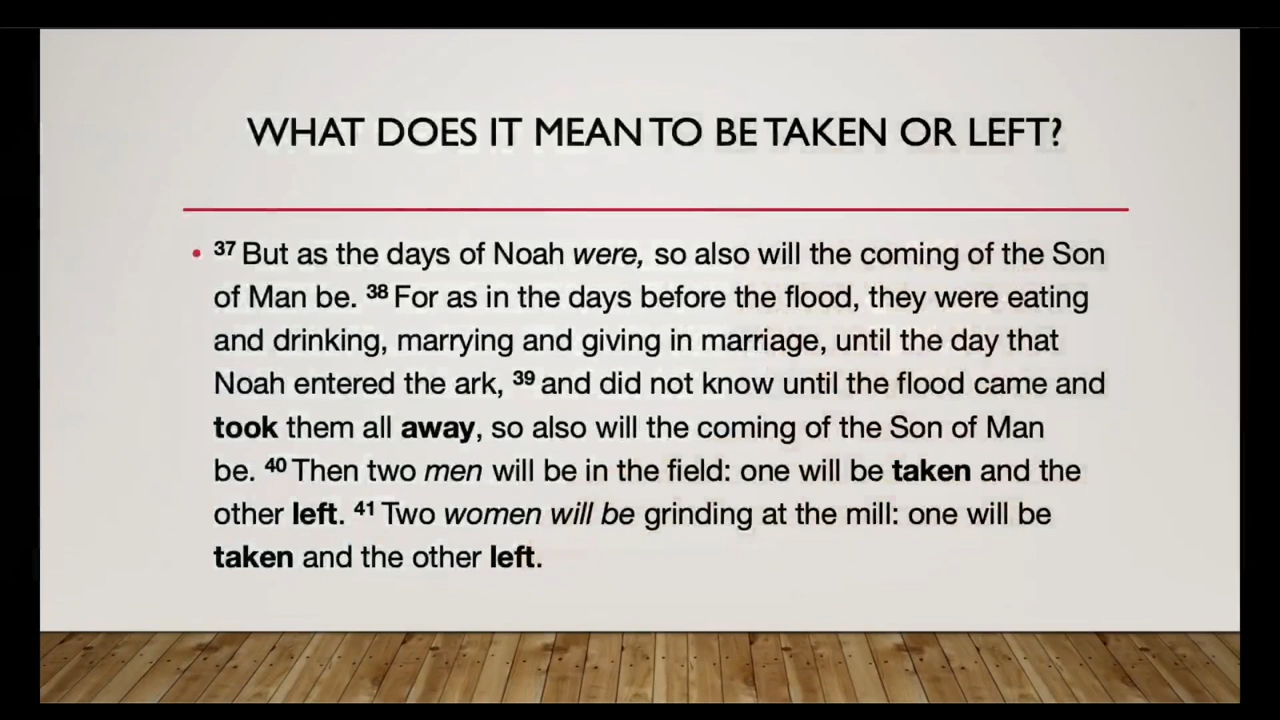 WHAT DOES IT MEAN TO BE TAKEN OR LEFT?
• ³⁷ But as the days of Noah were, so also will the coming of the Son
of Man be. ³⁸ For as in the days before the flood, they were eating
and drinking, marrying and giving in marriage, until the day that
Noah entered the ark, ³⁹ and did not know until the flood came and
took them all away, so also will the coming of the Son of Man
be. ⁴⁰ Then two men will be in the field: one will be taken and the
other left. ⁴¹ Two women will be grinding at the mill: one will be
taken and the other left.